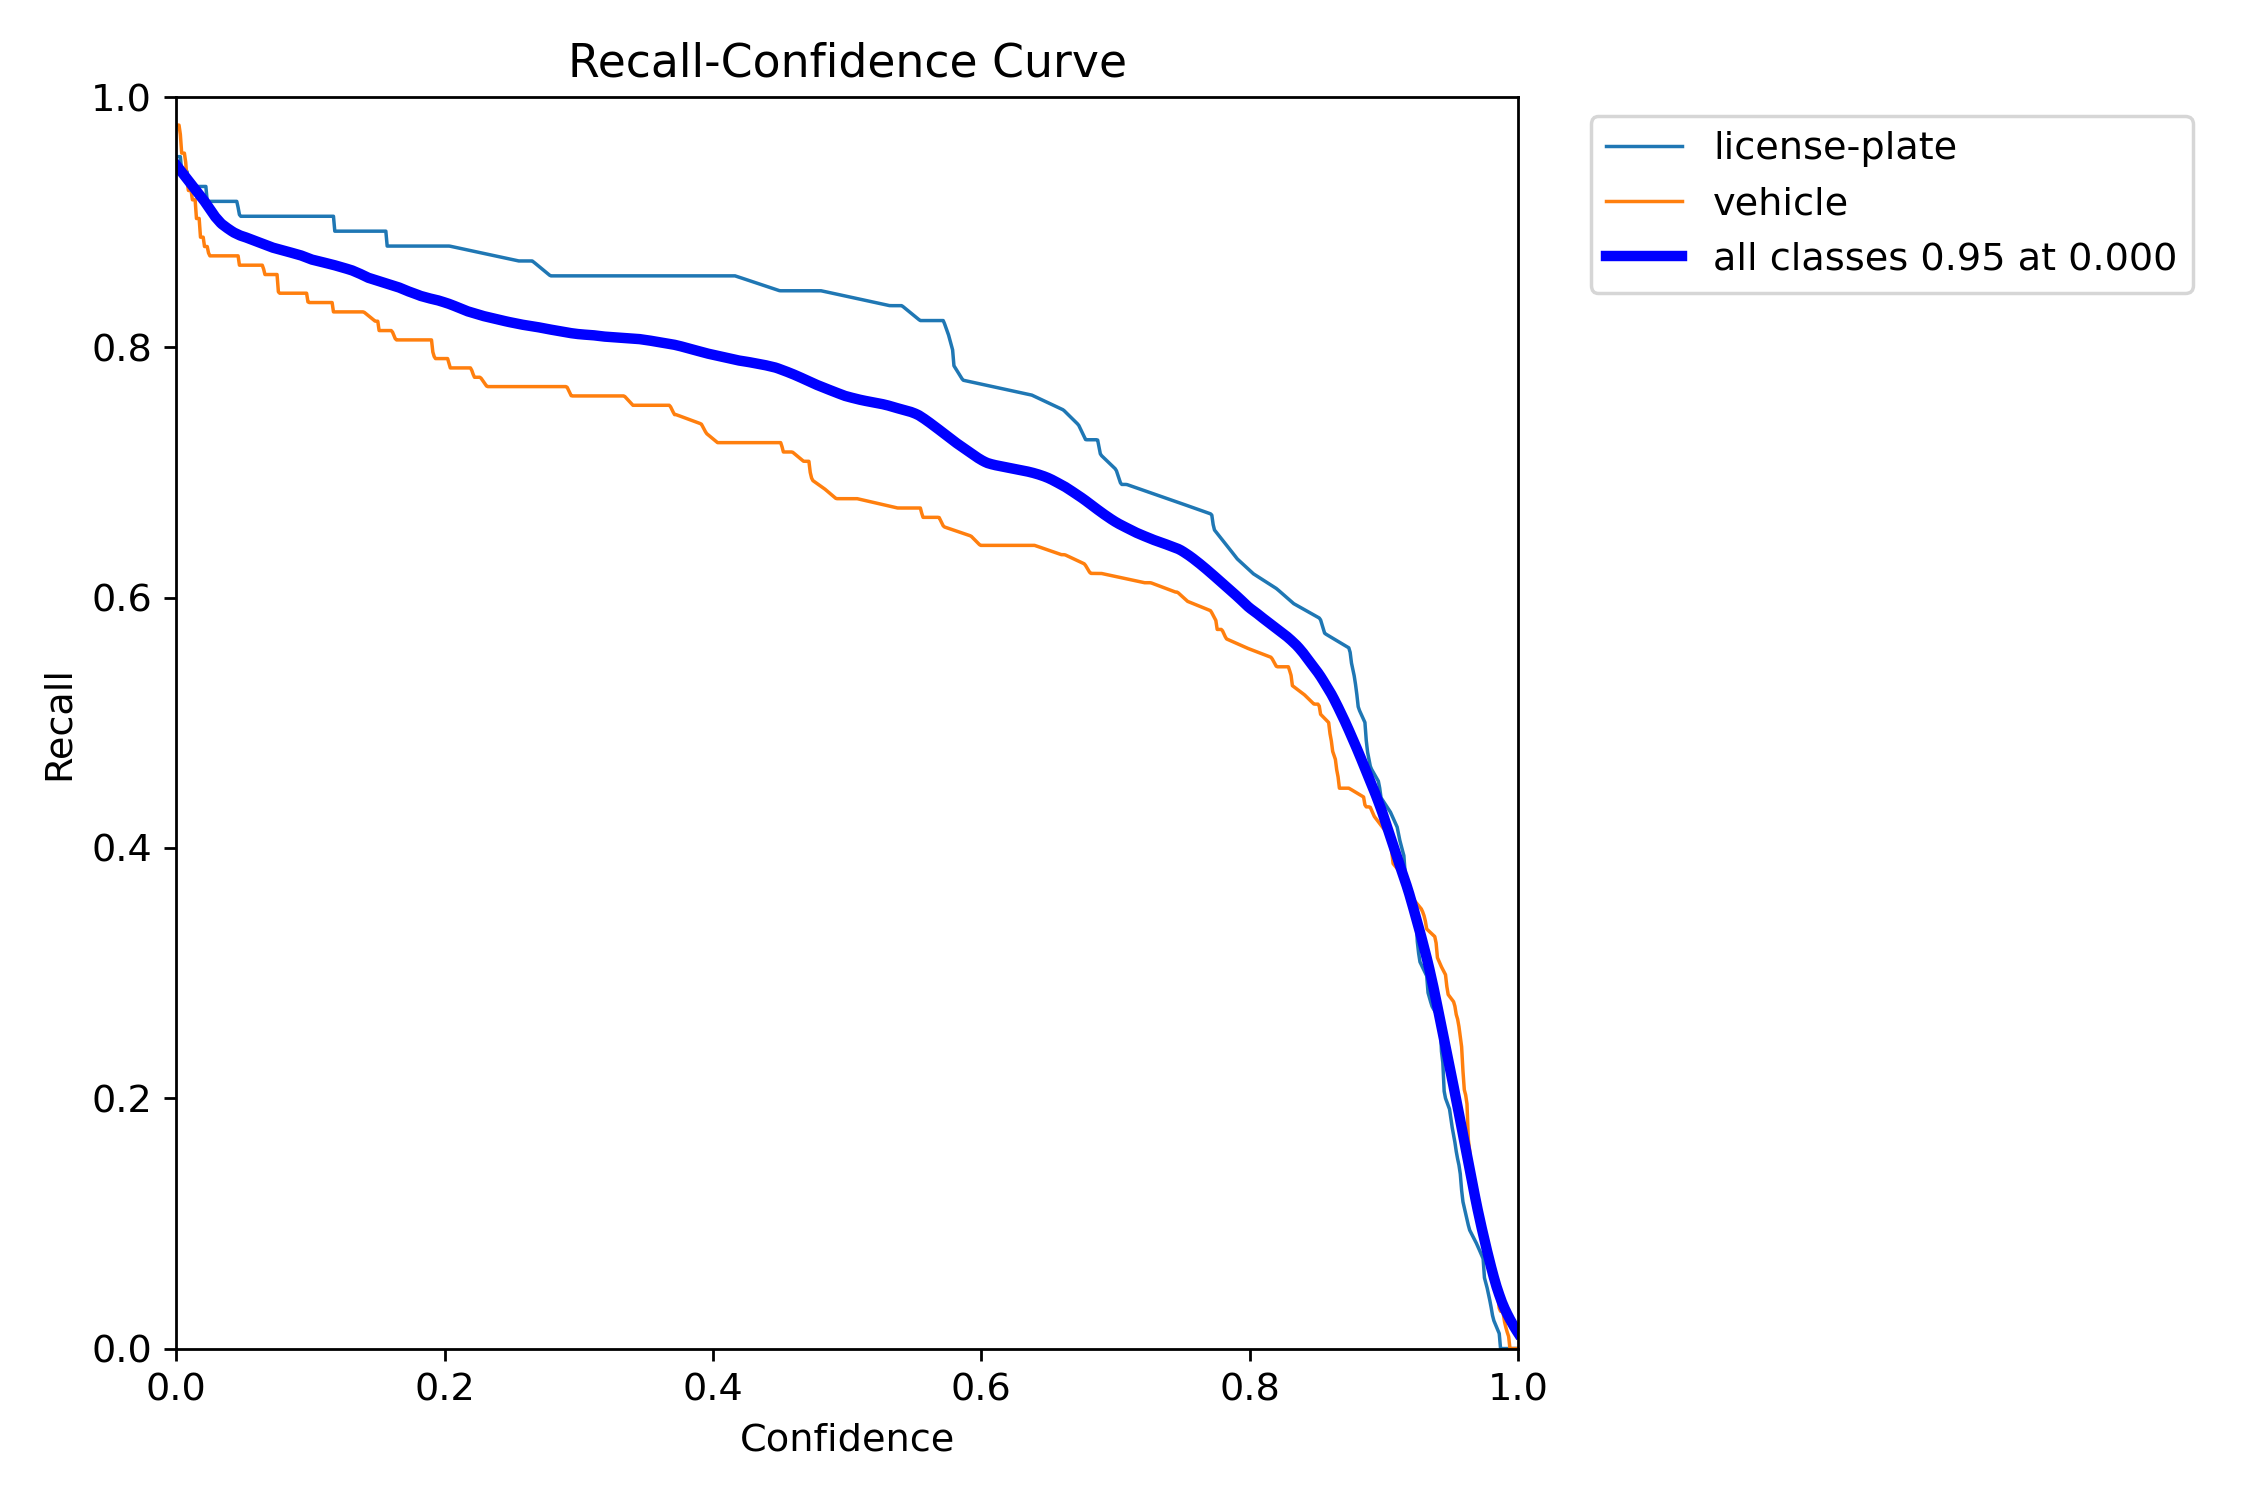 Recall-Confidence Curve
1.0
0.8
0.6
0.4
0.2
0.0
Recall
0.0 0.2 0.4 0.6 0.8 1.0
Confidence
license-plate
vehicle
all classes 0.95 at 0.000